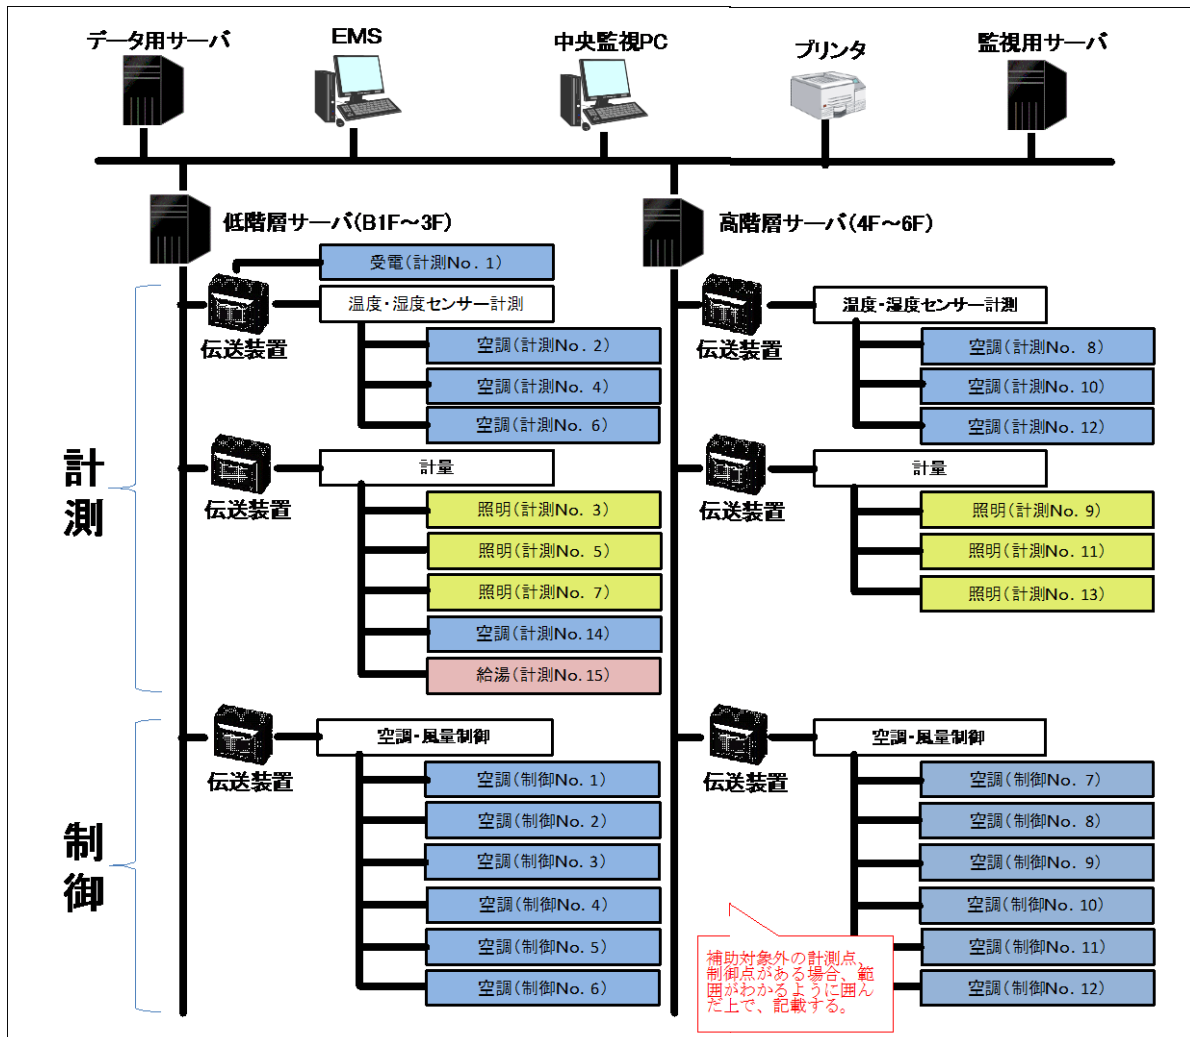 データ用サーバ
EMS
中央監視PC
プリンタ
監視用サーバ
低階層サーバ(B1F～3F)
高階層サーバ(4F～6F)
計測
制御
受電(計測No. 1)
伝送装置
温度・湿度センサー計測
空調(計測No. 2)
空調(計測No. 4)
空調(計測No. 6)
伝送装置
計量
照明(計測No. 3)
照明(計測No. 5)
照明(計測No. 7)
空調(計測No. 14)
給湯(計測No. 15)
伝送装置
空調・風量制御
空調(制御No. 1)
空調(制御No. 2)
空調(制御No. 3)
空調(制御No. 4)
空調(制御No. 5)
空調(制御No. 6)
伝送装置
温度・湿度センサー計測
空調(計測No. 8)
空調(計測No. 10)
空調(計測No. 12)
伝送装置
計量
照明(計測No. 9)
照明(計測No. 11)
照明(計測No. 13)
伝送装置
空調・風量制御
空調(制御No. 7)
空調(制御No. 8)
空調(制御No. 9)
空調(制御No. 10)
空調(制御No. 11)
空調(制御No. 12)
補助対象外の計測点、
制御点がある場合、範
囲がわかるように囲ん
だ上で、記載する。